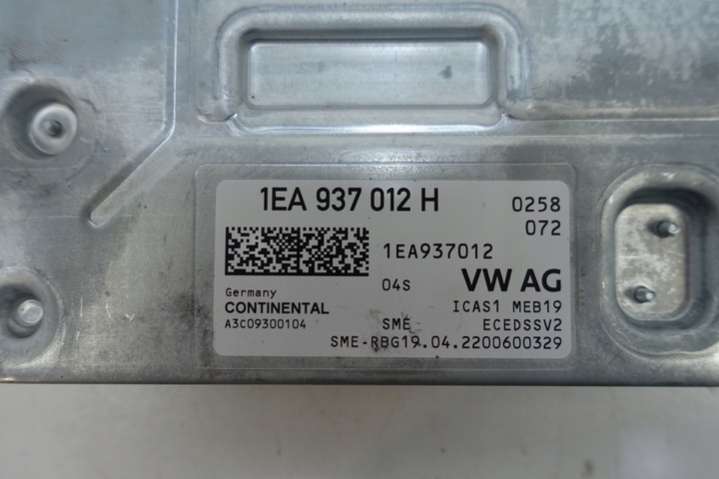 1EA 937 012 H 0258
072
1EA937012
04S VW AG
Germany
CONTINENTAL ICAS1 MEB19
A3C09300104 SME ECEDSSV2
SME-RBG19.04.2200600329